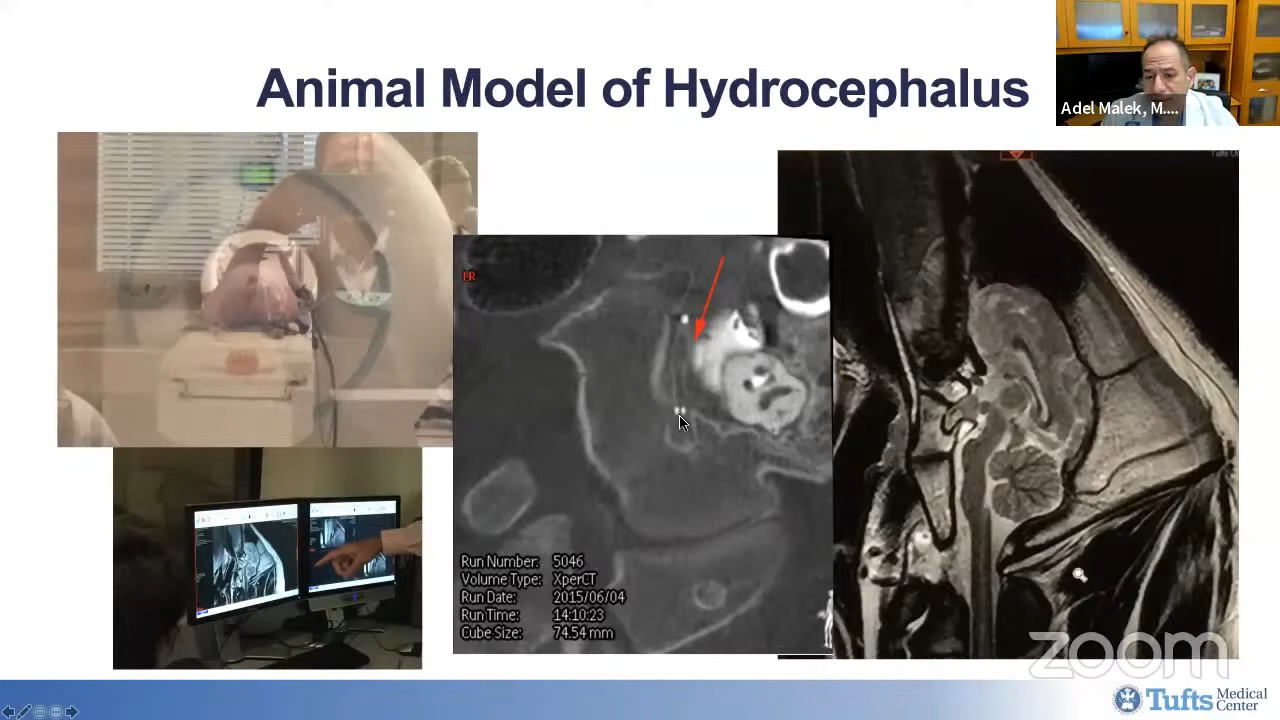 Animal Model of Hydrocephalus
Adel Malek, M....
LR
Run Number: 5046
Volume Type: XperCT
Run Date: 2015/06/04
Run Time: 14:10:23
Cube Size: 74.54 mm
zoom
Tufts Medical
Center